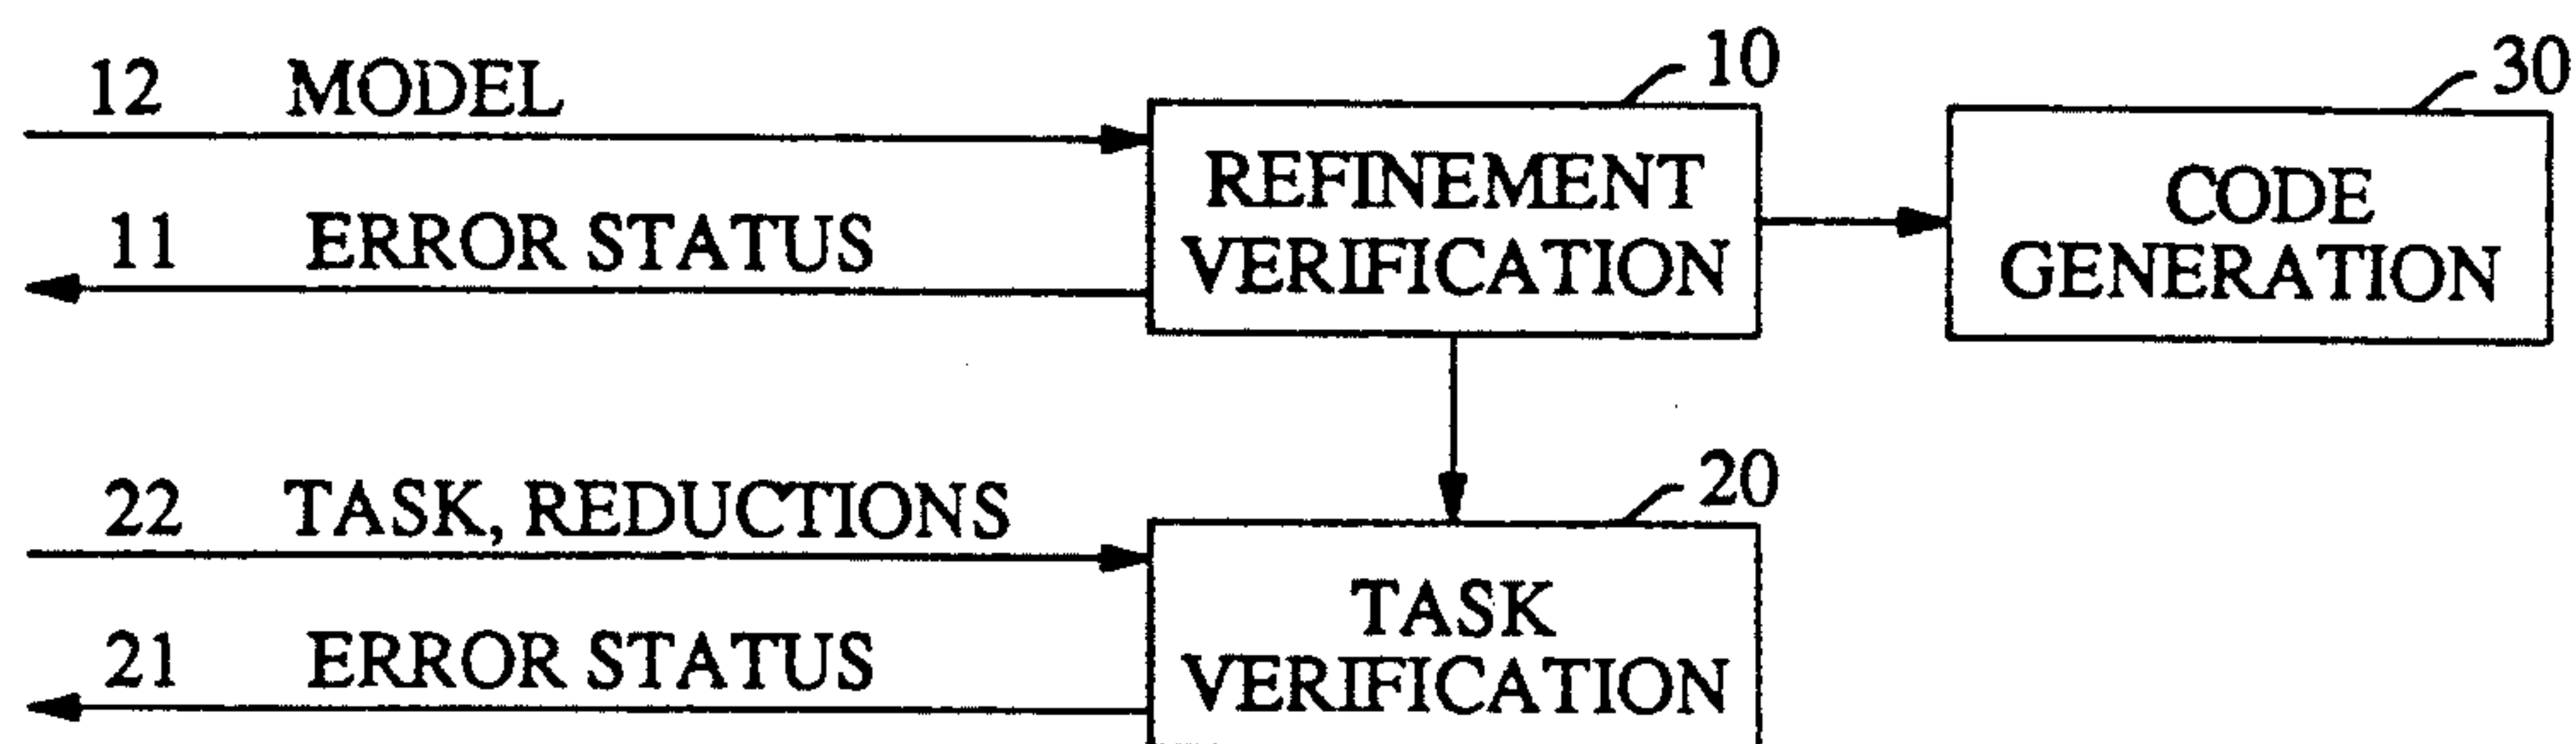 12 MODEL
10
30
REFINEMENT
VERIFICATION
CODE
GENERATION
11 ERROR STATUS
22 TASK, REDUCTIONS
20
TASK
VERIFICATION
21 ERROR STATUS